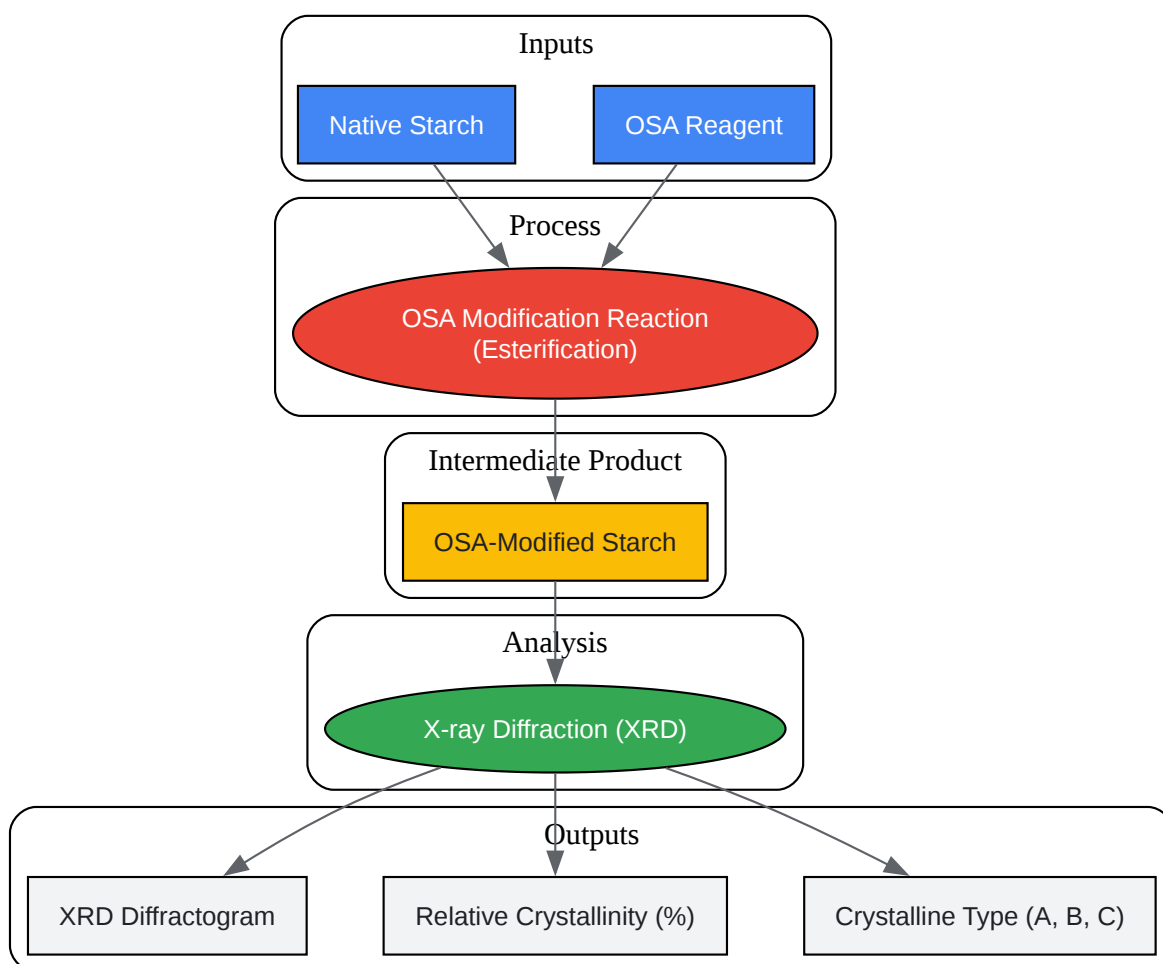 Inputs
Native Starch
OSA Reagent
Process
OSA Modification Reaction
(Esterification)
Intermediate Product
OSA-Modified Starch
Analysis
X-ray Diffraction (XRD)
Outputs
XRD Diffractogram
Relative Crystallinity (%)
Crystalline Type (A, B, C)